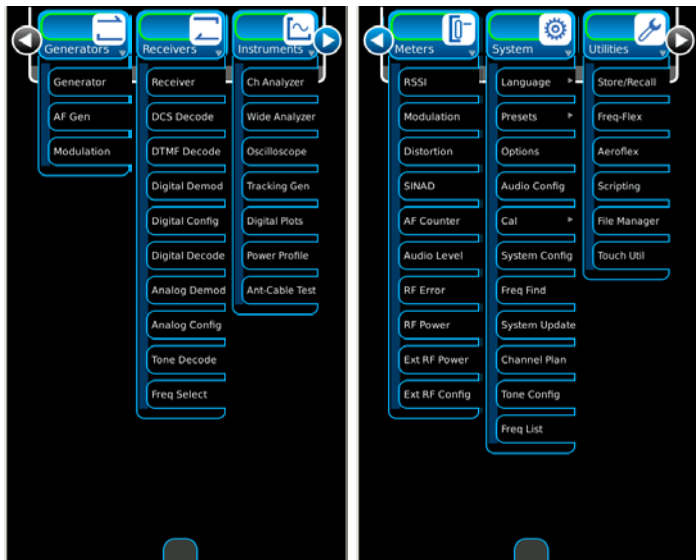 Generators
Receivers
Instruments
Generator
AF Gen
Modulation
Receiver
DCS Decode
DTMF Decode
Digital Demod
Digital Config
Digital Decode
Analog Demod
Analog Config
Tone Decode
Freq Select
Ch Analyzer
Wide Analyzer
Oscilloscope
Tracking Gen
Digital Plots
Power Profile
Ant-Cable Test
Meters
System
Utilities
RSSI
Modulation
Distortion
SINAD
AF Counter
Audio Level
RF Error
RF Power
Ext RF Power
Ext RF Config
Language
Presets
Options
Audio Config
Cal
System Config
Freq Find
System Update
Channel Plan
Tone Config
Freq List
Store/Recall
Freq-Flex
Aeroflex
Scripting
File Manager
Touch Util